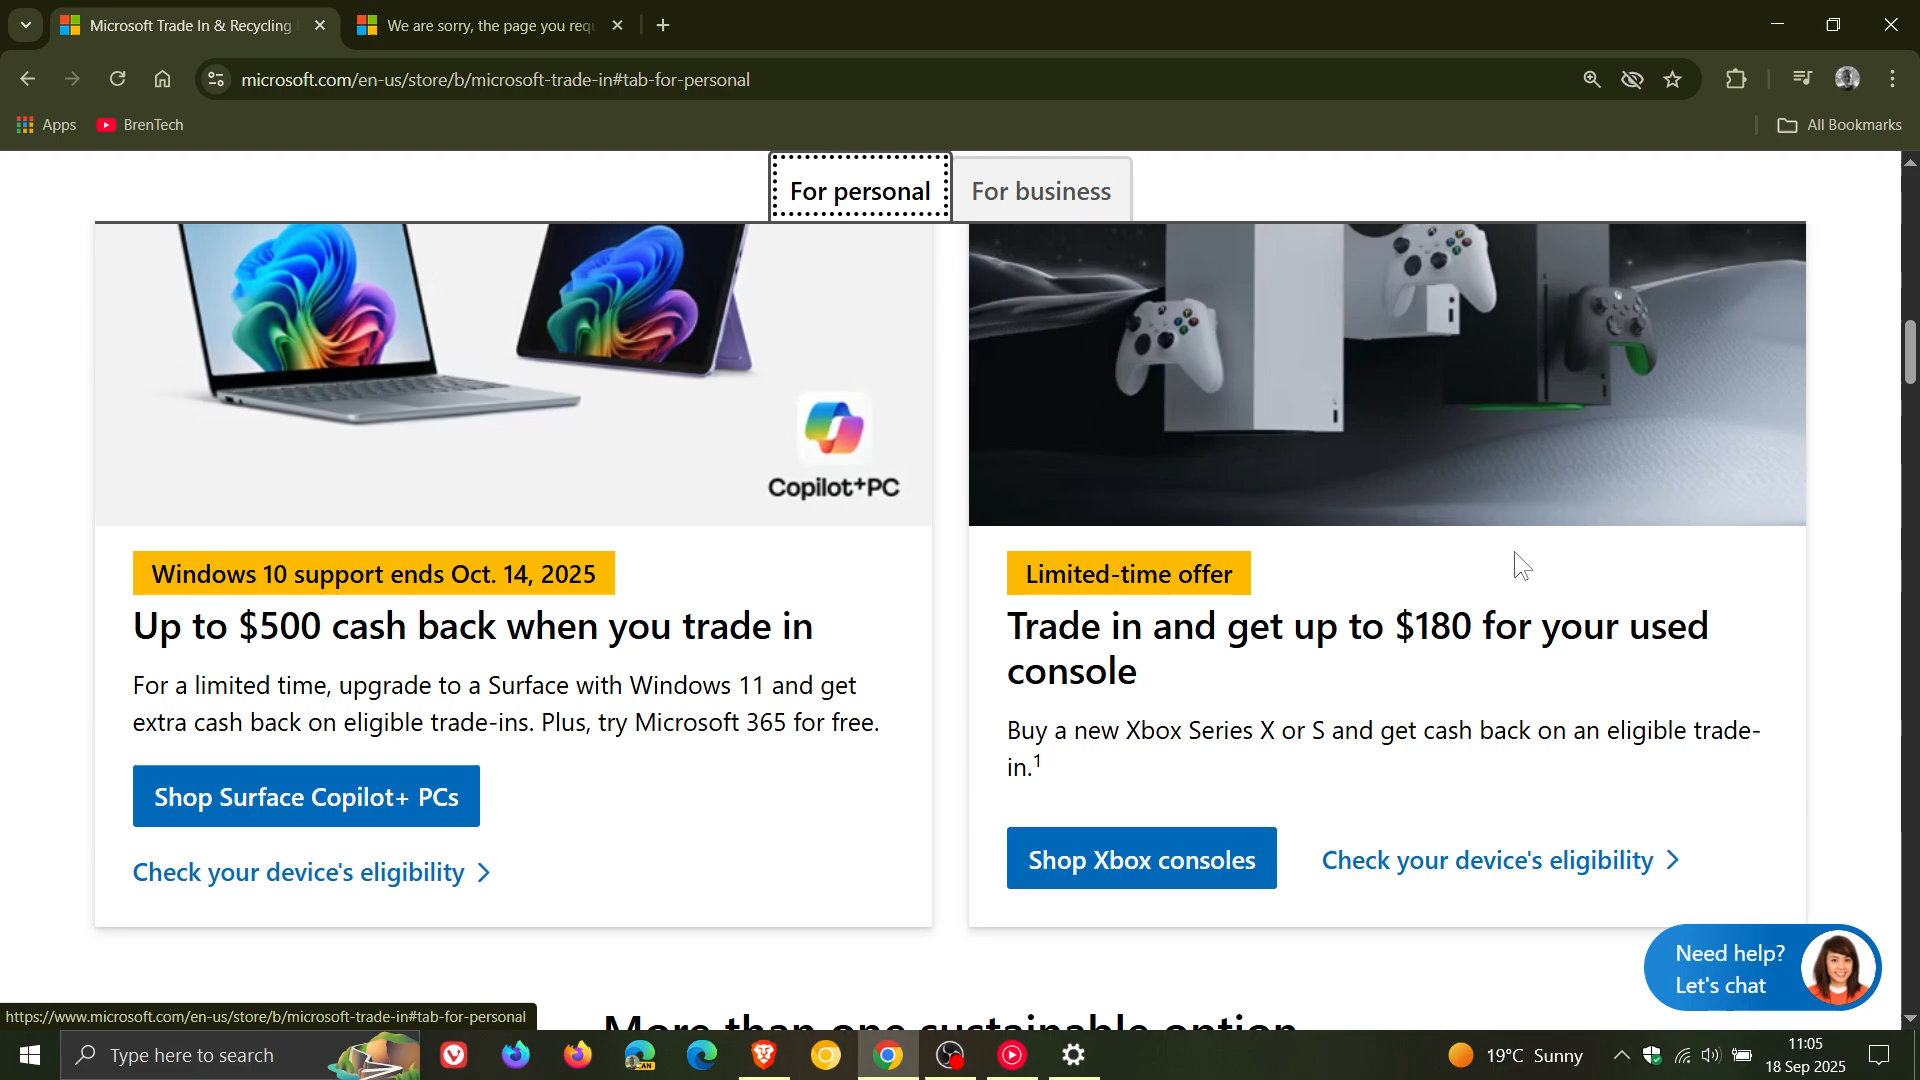 Microsoft Trade In & Recycling
We are sorry, the page you requ
microsoft.com/en-us/store/b/microsoft-trade-in#tab-for-personal
Apps
BrenTech
All Bookmarks
For personal
For business
Copilot+PC
Windows 10 support ends Oct. 14, 2025
Up to $500 cash back when you trade in
For a limited time, upgrade to a Surface with Windows 11 and get
extra cash back on eligible trade-ins. Plus, try Microsoft 365 for free.
Shop Surface Copilot+ PCs
Check your device's eligibility
Limited-time offer
Trade in and get up to $180 for your used
console
Buy a new Xbox Series X or S and get cash back on an eligible trade-
in.1
Shop Xbox consoles
Check your device's eligibility
Need help?
Let's chat
More than one sustainable option
https://www.microsoft.com/en-us/store/b/microsoft-trade-in#tab-for-personal
Type here to search
CAN
19°C Sunny
11:05
18 Sep 2025